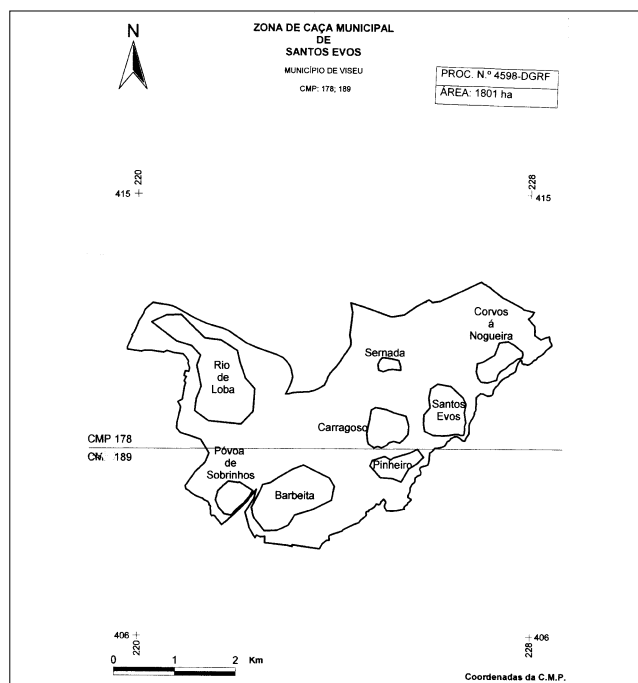 N
ZONA DE CAÇA MUNICIPAL
DE
SANTOS EVOS
MUNICÍPIO DE VISEU
CMP: 178; 189
PROC. N.º 4598-DGRF
ÁREA: 1801 ha
220
415
228
415
Corvos
á
Nogueira
Sernada
Rio
de
Loba
Santos
Evos
Carragoso
CMP 178
189
Póvoa
de
Sobrinhos
Pinheiro
Barbeita
406
220
406
228
0 1 2 Km
Coordenadas da C.M.P.